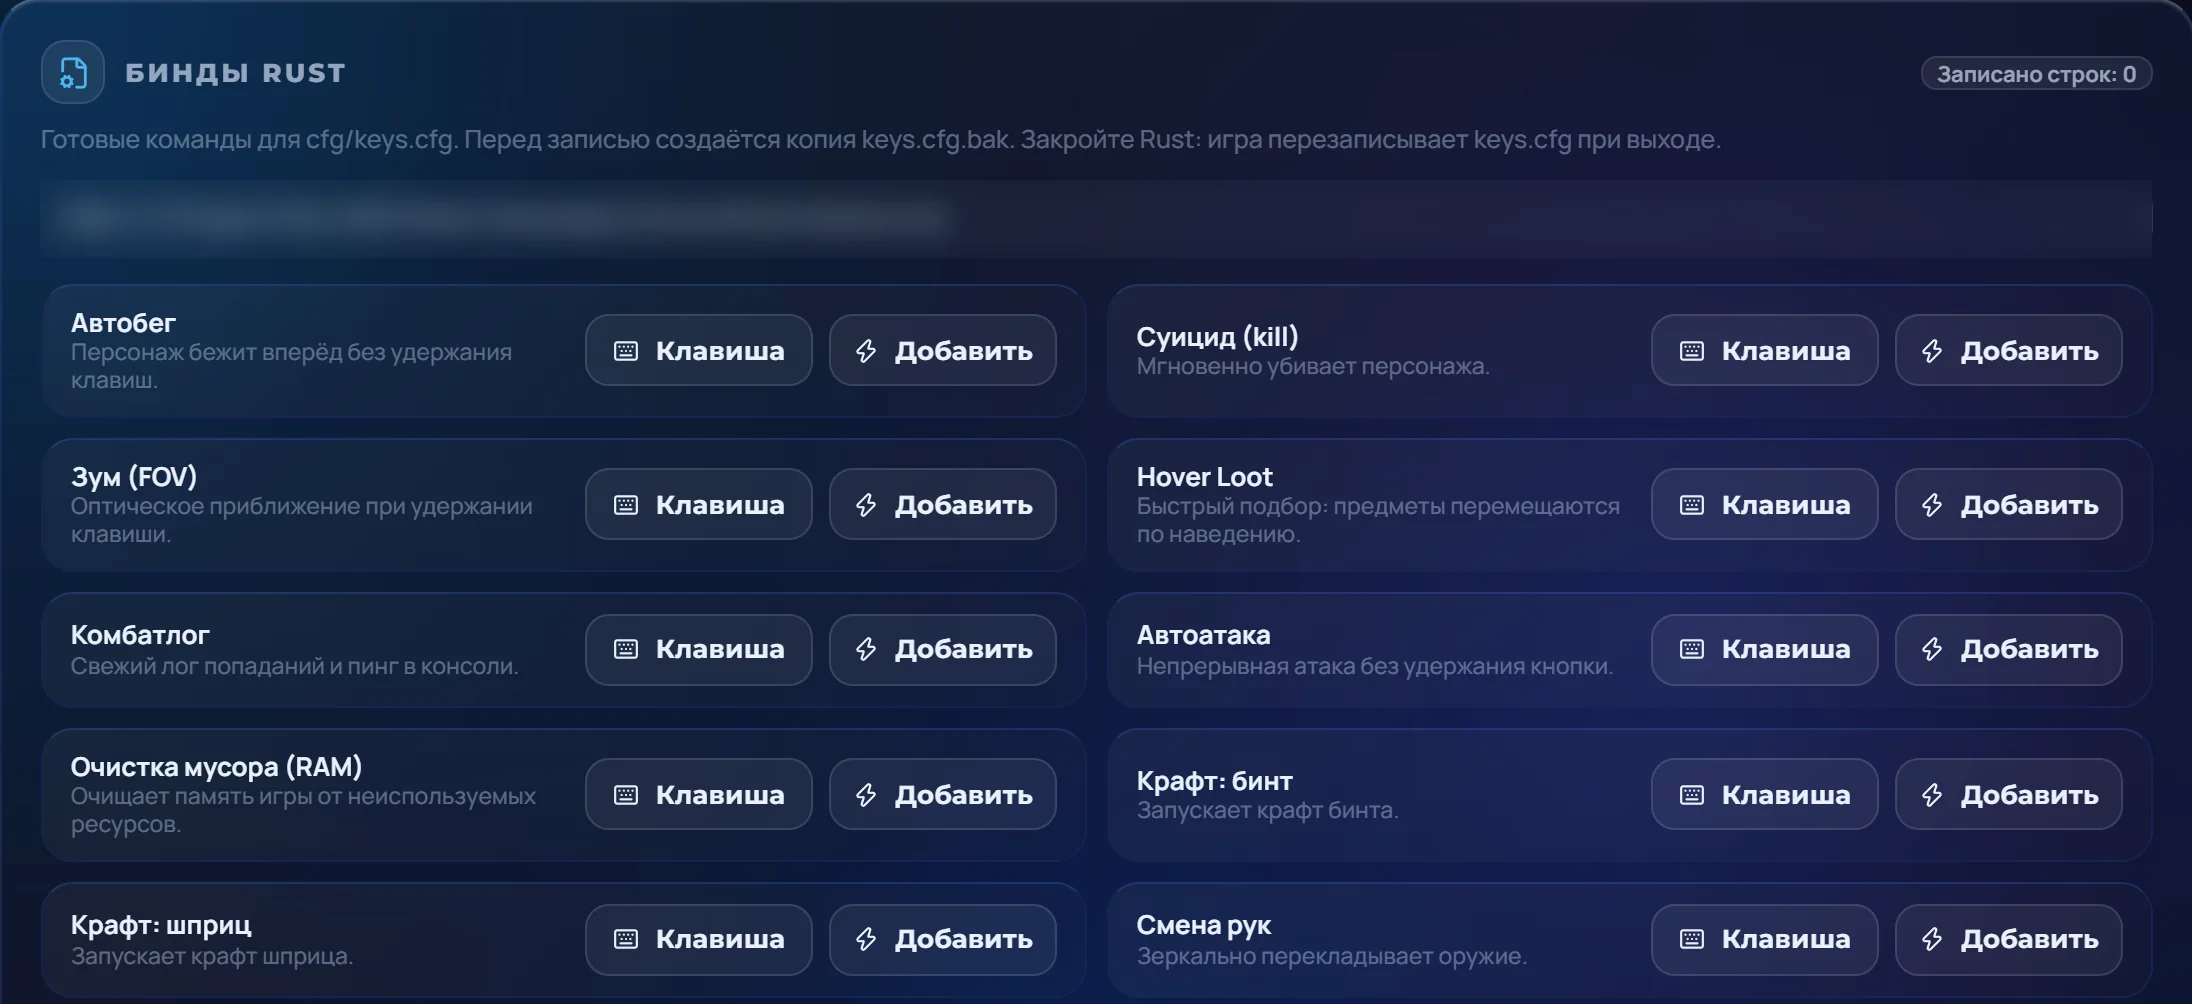 БИНДЫ RUST
Записано строк: 0
Готовые команды для cfg/keys.cfg. Перед записью создаётся копия keys.cfg.bak. Закройте Rust: игра перезаписывает keys.cfg при выходе.
Автобег
Персонаж бежит вперёд без удержания
клавиш.
Клавиша
Добавить
Суицид (kill)
Мгновенно убивает персонажа.
Клавиша
Добавить
Зум (FOV)
Оптическое приближение при удержании
клавиши.
Клавиша
Добавить
Hover Loot
Быстрый подбор: предметы перемещаются
по наведению.
Клавиша
Добавить
Комбатлог
Свежий лог попаданий и пинг в консоли.
Клавиша
Добавить
Автоатака
Непрерывная атака без удержания кнопки.
Клавиша
Добавить
Очистка мусора (RAM)
Очищает память игры от неиспользуемых
ресурсов.
Клавиша
Добавить
Крафт: бинт
Запускает крафт бинта.
Клавиша
Добавить
Крафт: шприц
Запускает крафт шприца.
Клавиша
Добавить
Смена рук
Зеркально перекладывает оружие.
Клавиша
Добавить